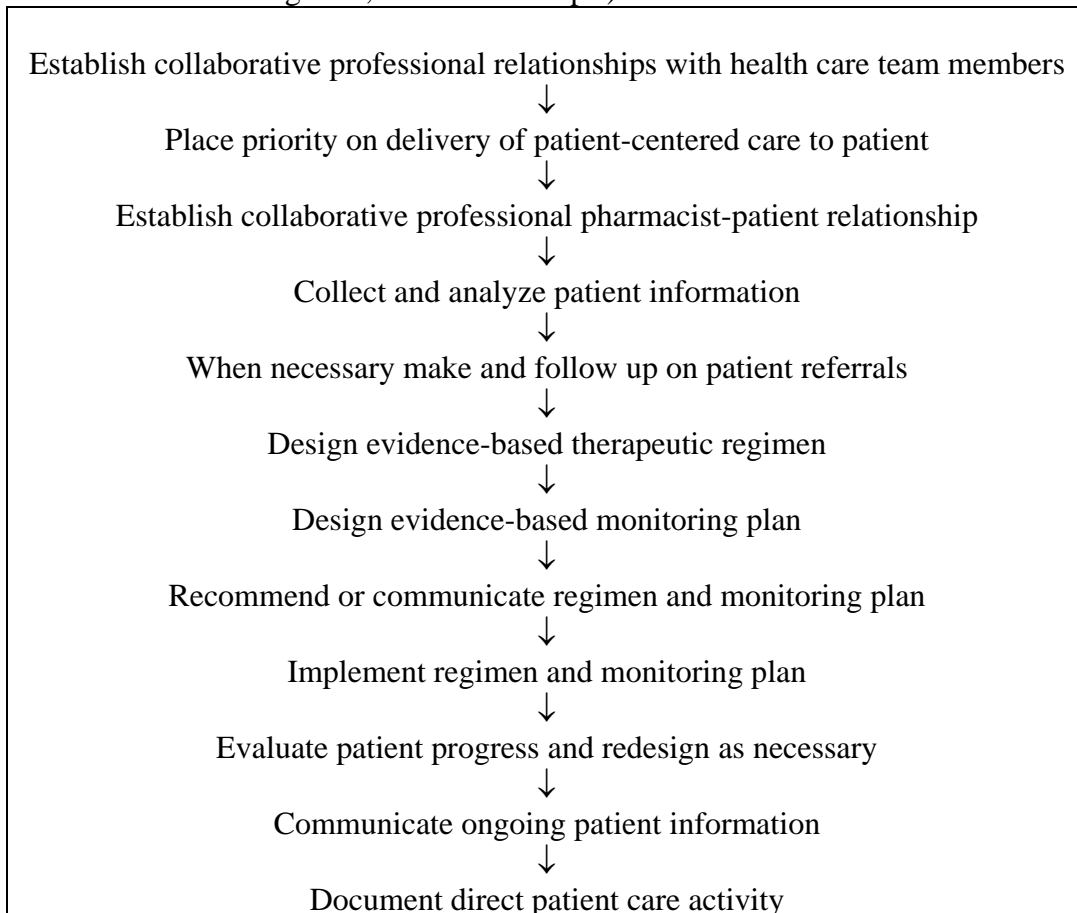 Establish collaborative professional relationships with health care team members
Place priority on delivery of patient-centered care to patient
Establish collaborative professional pharmacist-patient relationship
Collect and analyze patient information
When necessary make and follow up on patient referrals
Design evidence-based therapeutic regimen
Design evidence-based monitoring plan
Recommend or communicate regimen and monitoring plan
Implement regimen and monitoring plan
Evaluate patient progress and redesign as necessary
Communicate ongoing patient information
Document direct patient care activity